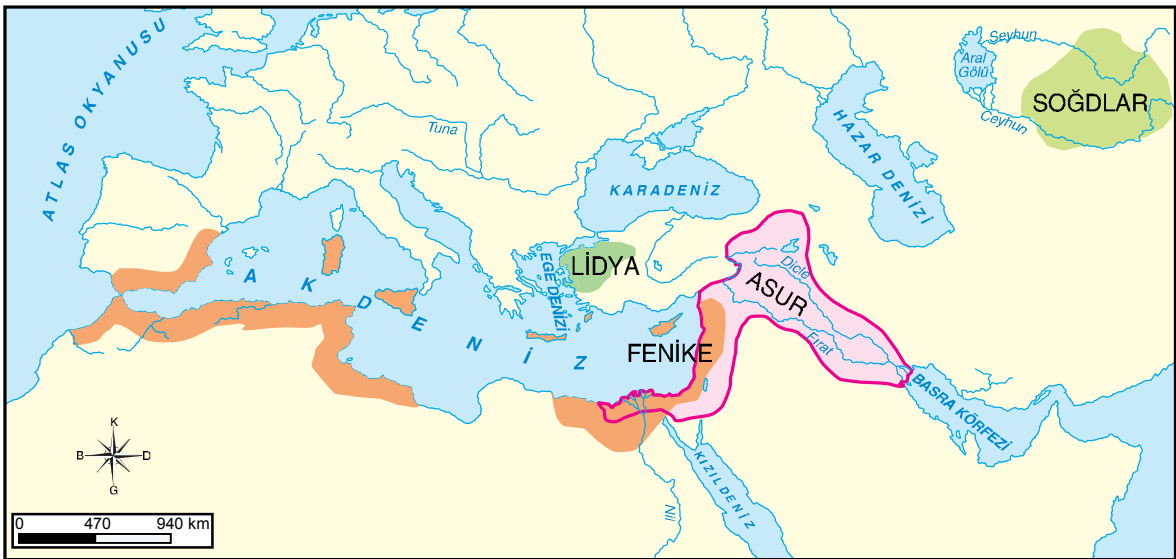 ATLAS OKYANUSU
Tuna
KARADENİZ
HAZAR DENİZİ
Aral
Gölü
Seyhun
Ceyhun
SOĞDLAR
AKDENİZ
EGE DENİZİ
LİDYA
FENİKE
ASUR
Dicle
Fırat
BASRA KÖRFEZİ
KIZILDENİZ
Nil
K
B
D
G
0 470 940 km